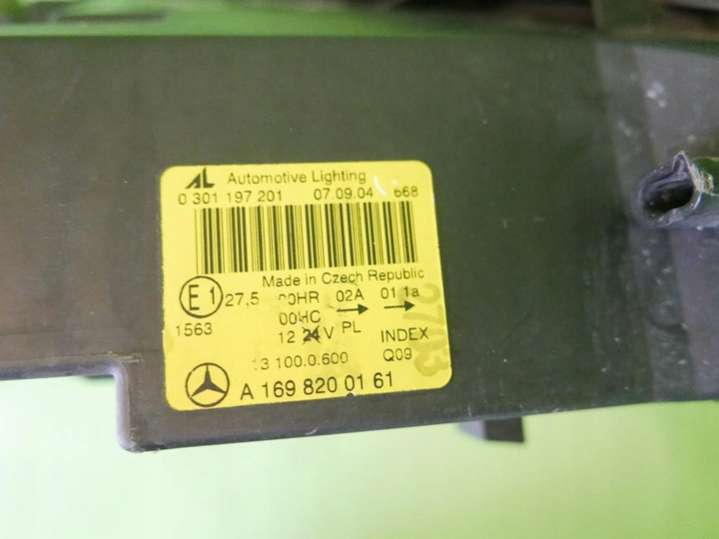 AL Automotive Lighting
0 301 197 201 07.09.04 668
Made in Czech Republic
E1 27,5 00HR 02A 01 1a
00HC → →
1563 12 24 V PL INDEX
13 100.0.600 Q09
A 169 820 01 61